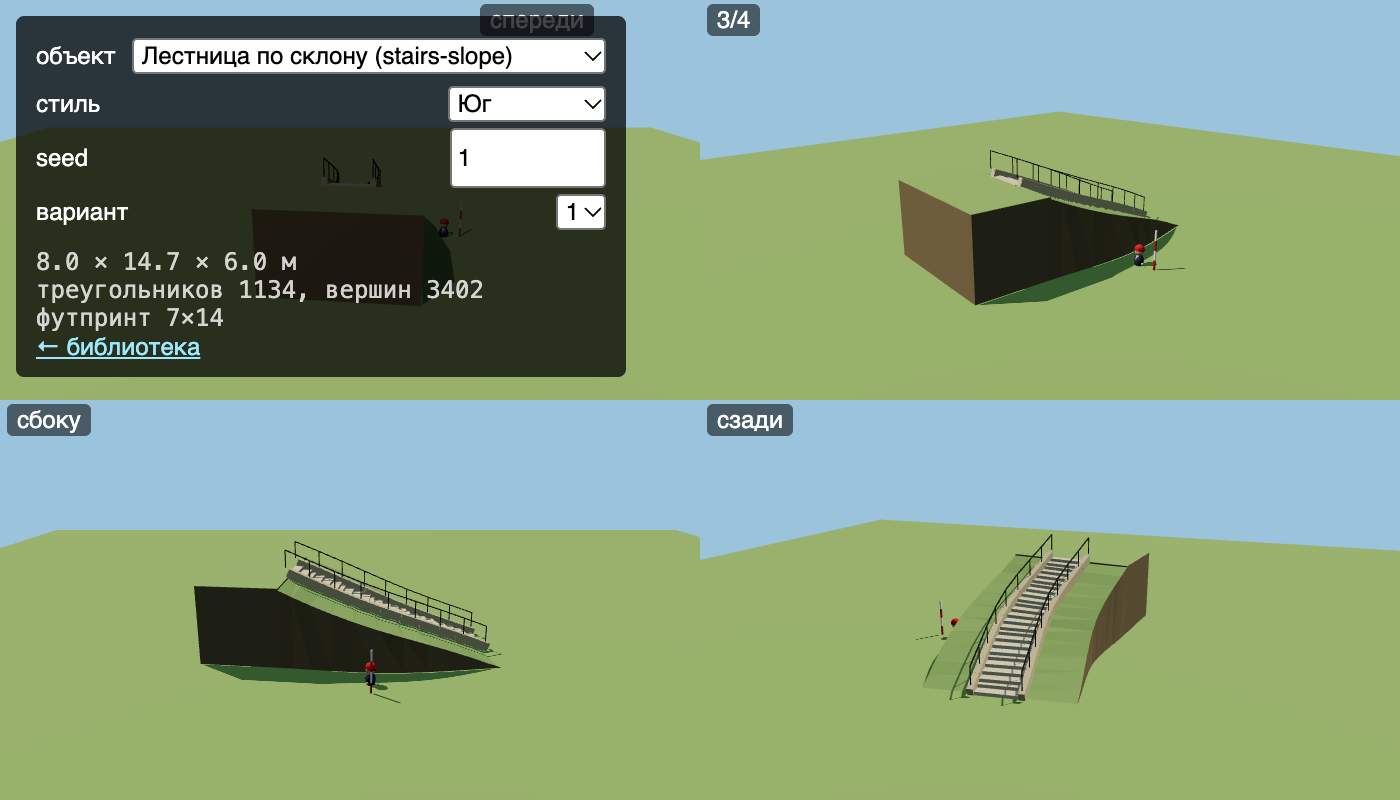 спереди
объект Лестница по склону (stairs-slope)
стиль Юг
seed 1
вариант 1
8.0 × 14.7 × 6.0 м
треугольников 1134, вершин 3402
футпринт 7×14
← библиотека
3/4
сбоку
сзади